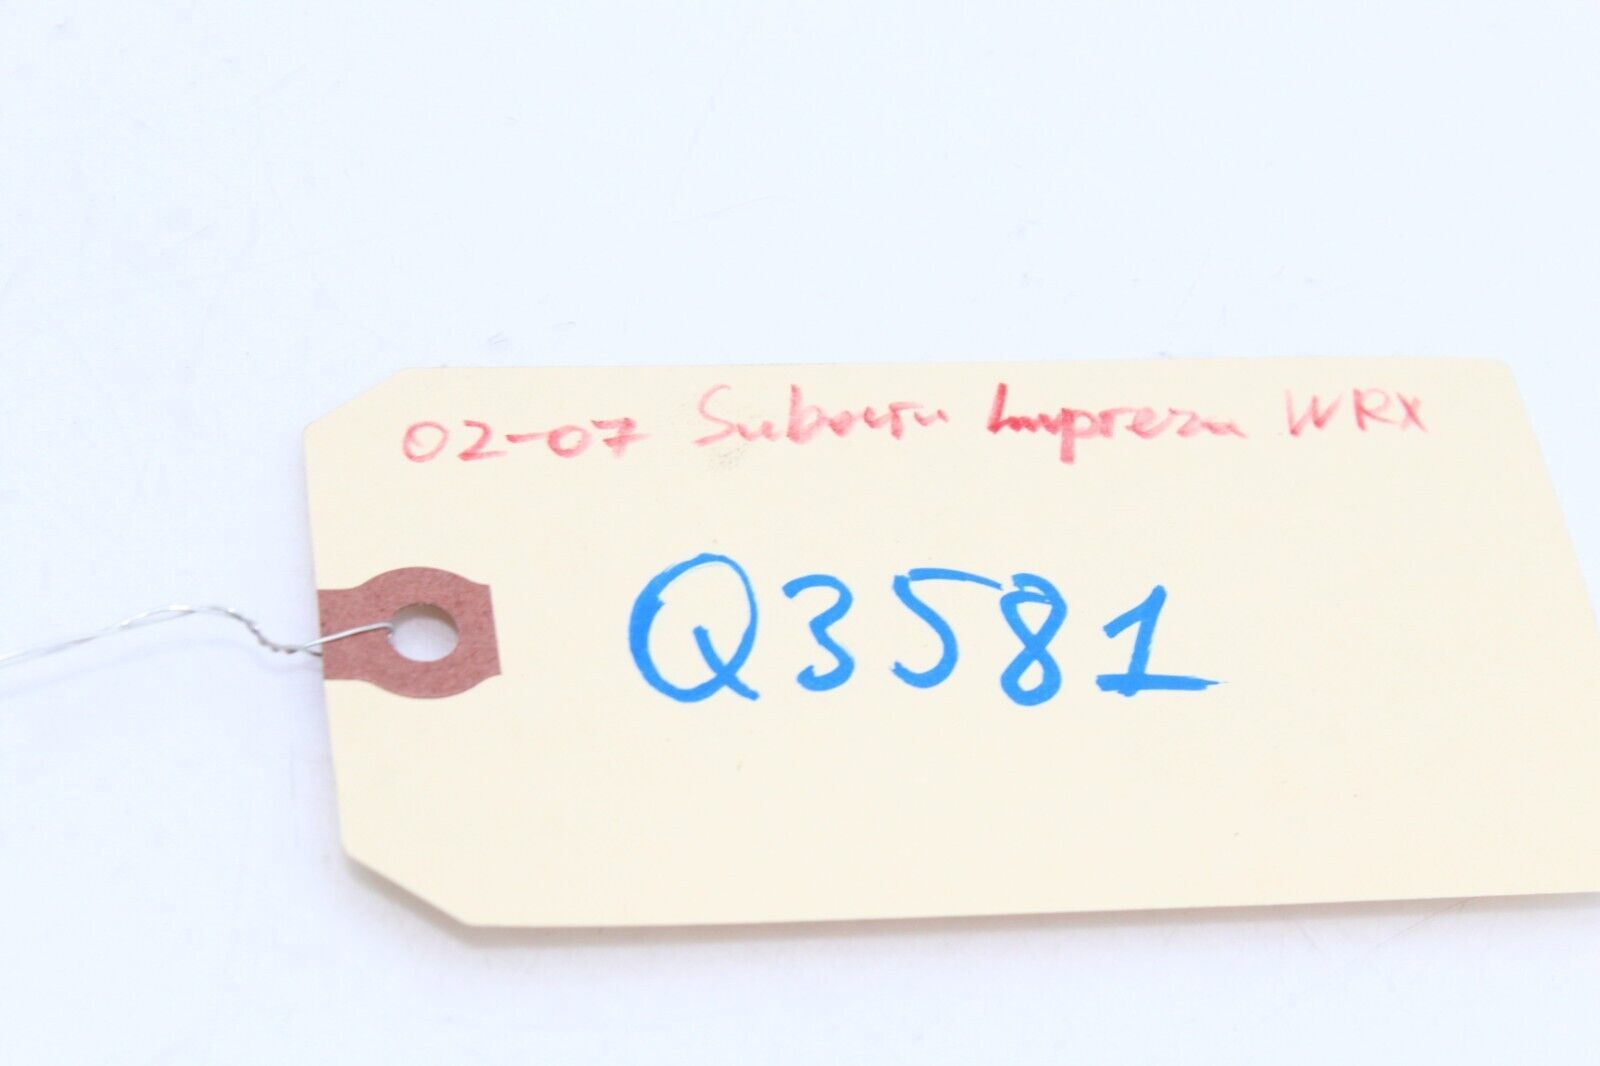 02-07 Subaru Impreza WRX
Q3581